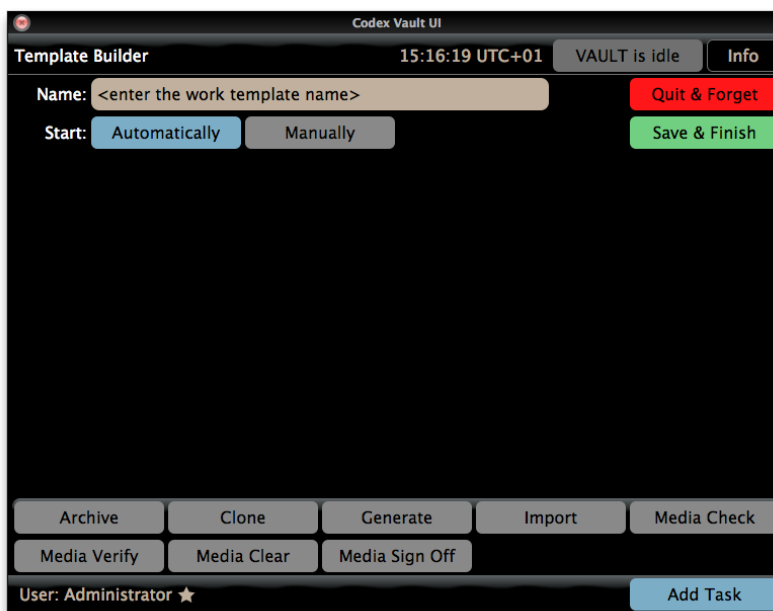 Codex Vault UI
Template Builder 15:16:19 UTC+01 VAULT is idle Info
Name: <enter the work template name> Quit & Forget
Start: Automatically Manually Save & Finish
Archive Clone Generate Import Media Check
Media Verify Media Clear Media Sign Off
User: Administrator ★ Add Task